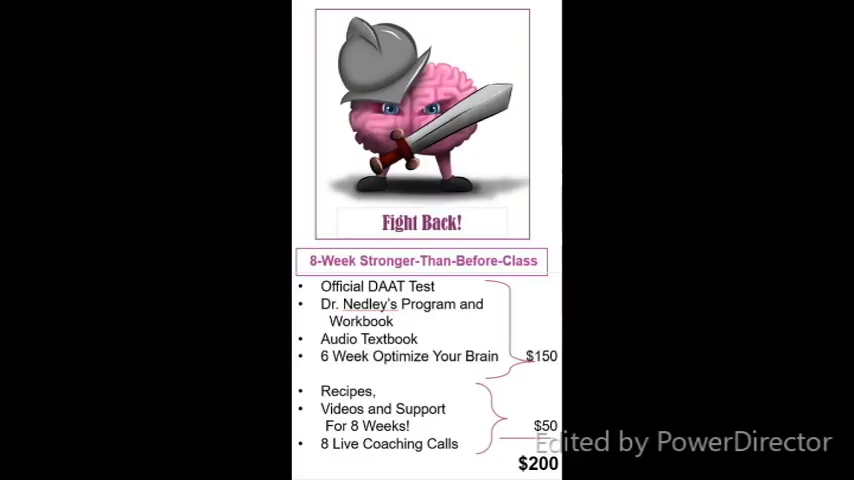 Fight Back!
8-Week Stronger-Than-Before-Class
• Official DAAT Test
• Dr. Nedley's Program and
Workbook
• Audio Textbook
• 6 Week Optimize Your Brain $150
• Recipes,
• Videos and Support
For 8 Weeks! $50
• 8 Live Coaching Calls
Edited by PowerDirector
$200